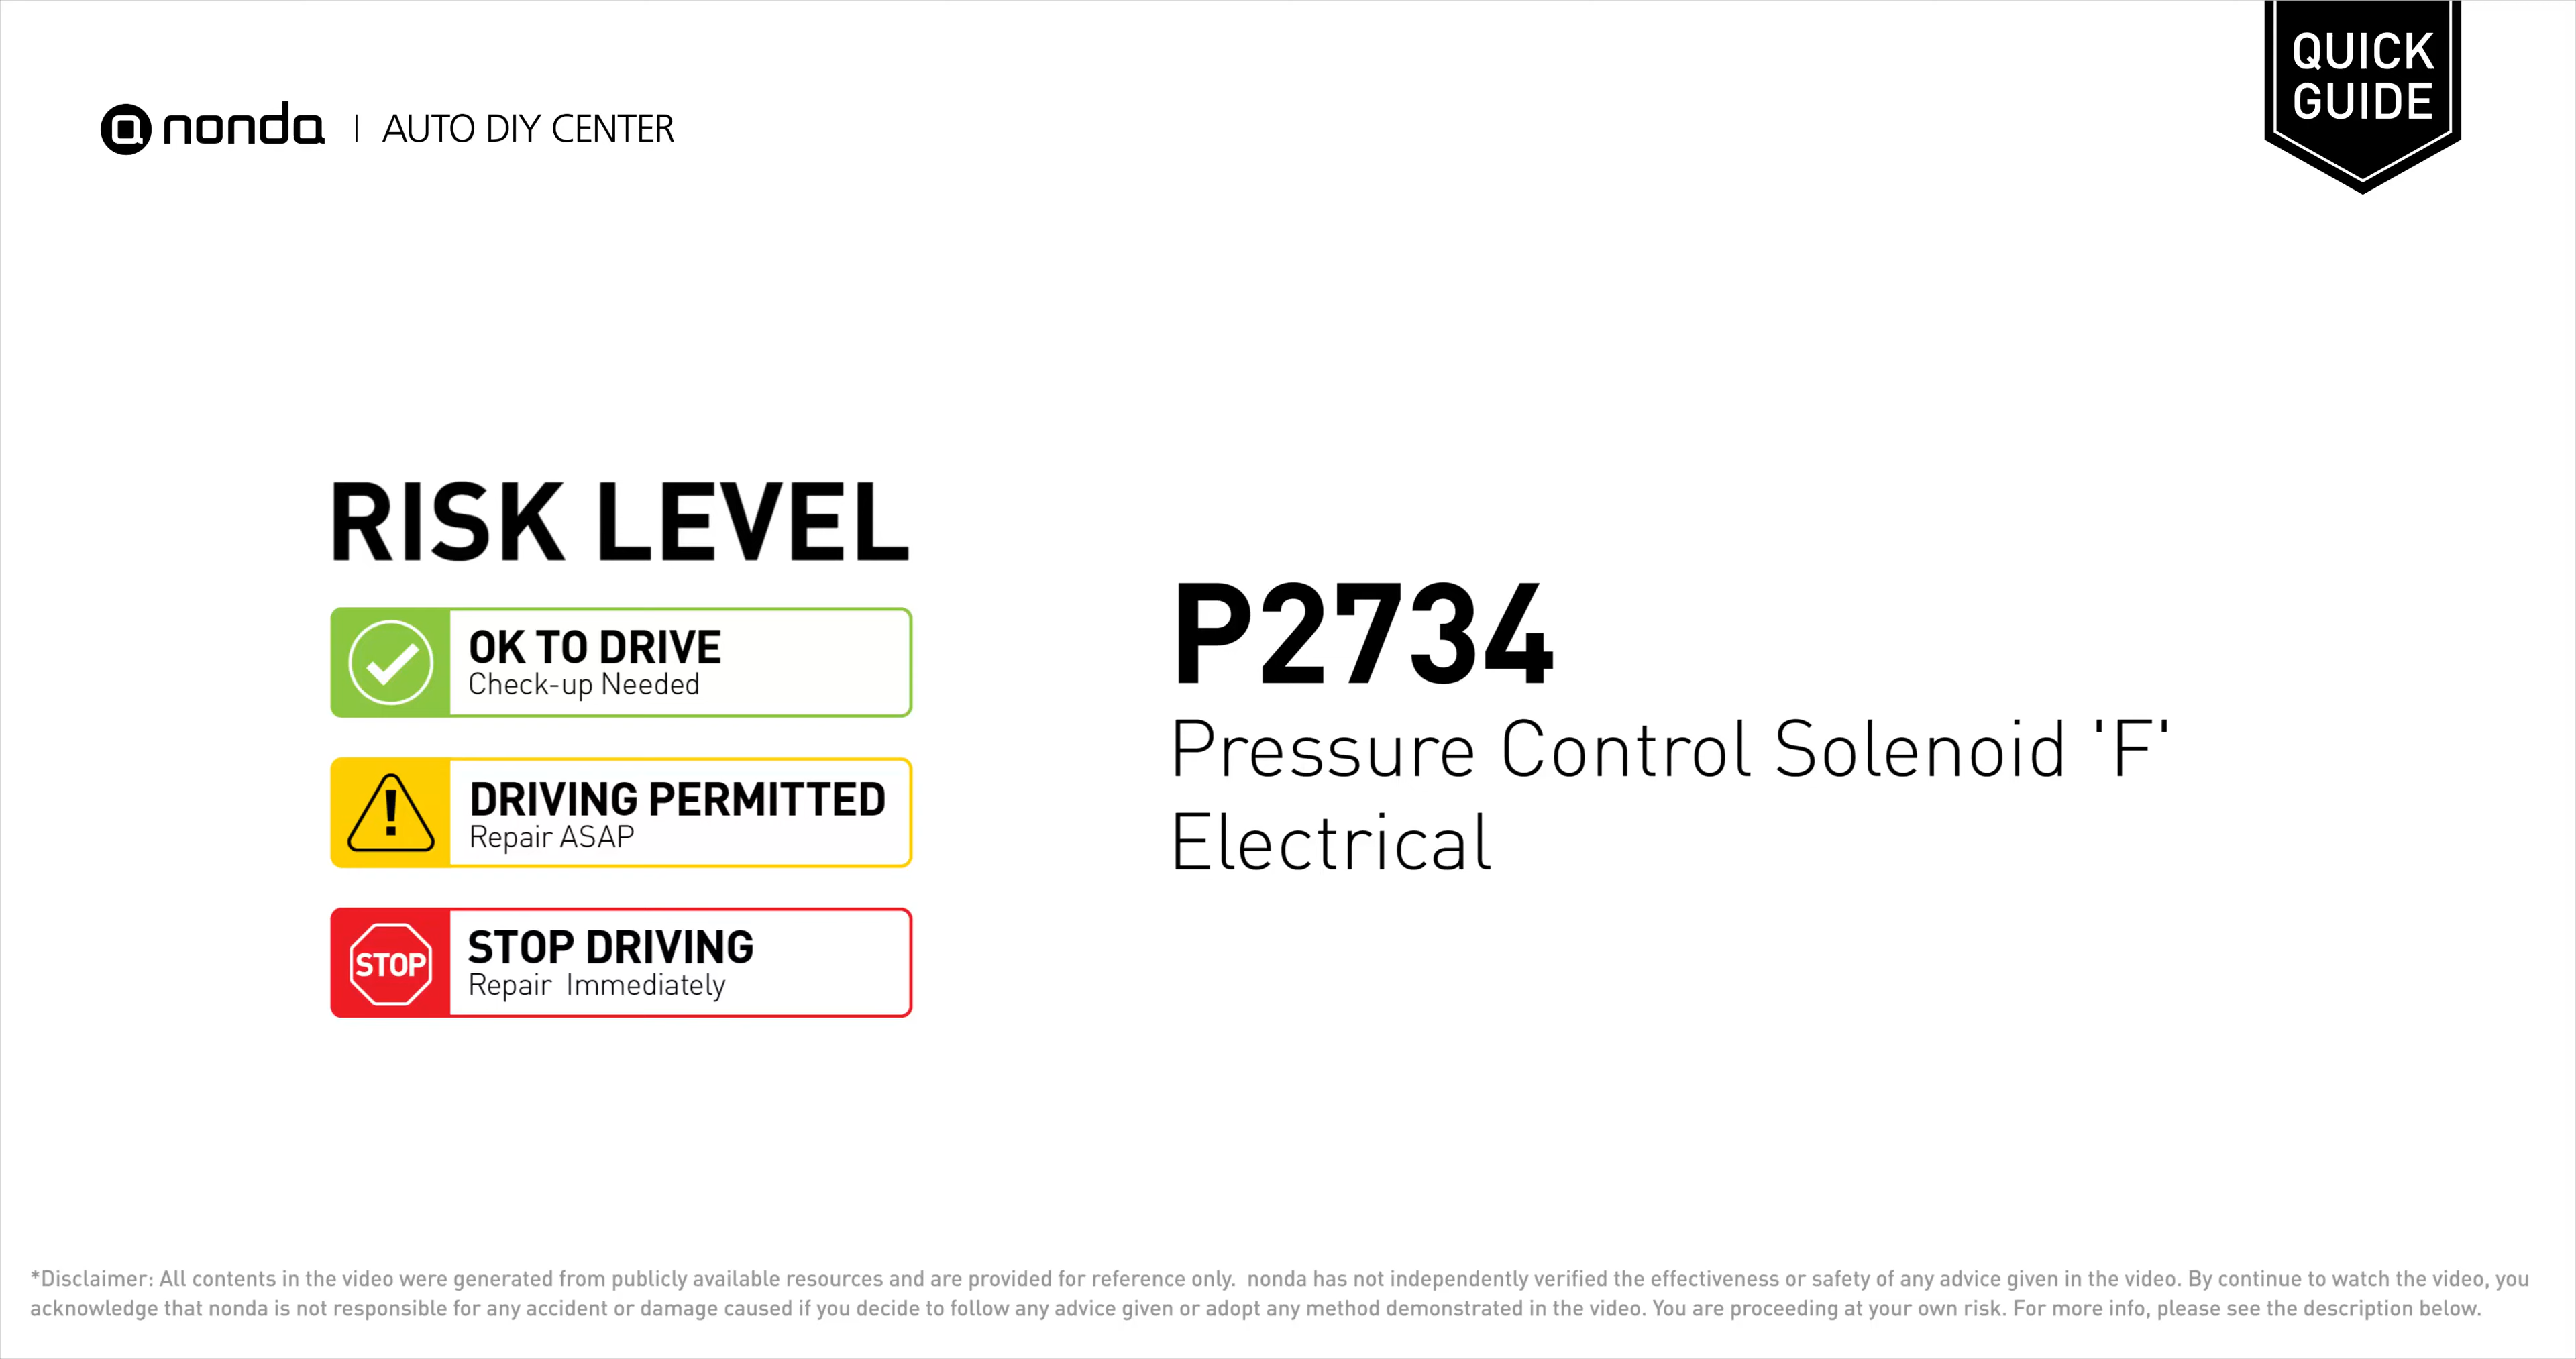 nonda | AUTO DIY CENTER
QUICK
GUIDE
RISK LEVEL
OK TO DRIVE
Check-up Needed
DRIVING PERMITTED
Repair ASAP
STOP
STOP DRIVING
Repair Immediately
P2734
Pressure Control Solenoid 'F'
Electrical
*Disclaimer: All contents in the video were generated from publicly available resources and are provided for reference only. nonda has not independently verified the effectiveness or safety of any advice given in the video. By continue to watch the video, you
acknowledge that nonda is not responsible for any accident or damage caused if you decide to follow any advice given or adopt any method demonstrated in the video. You are proceeding at your own risk. For more info, please see the description below.